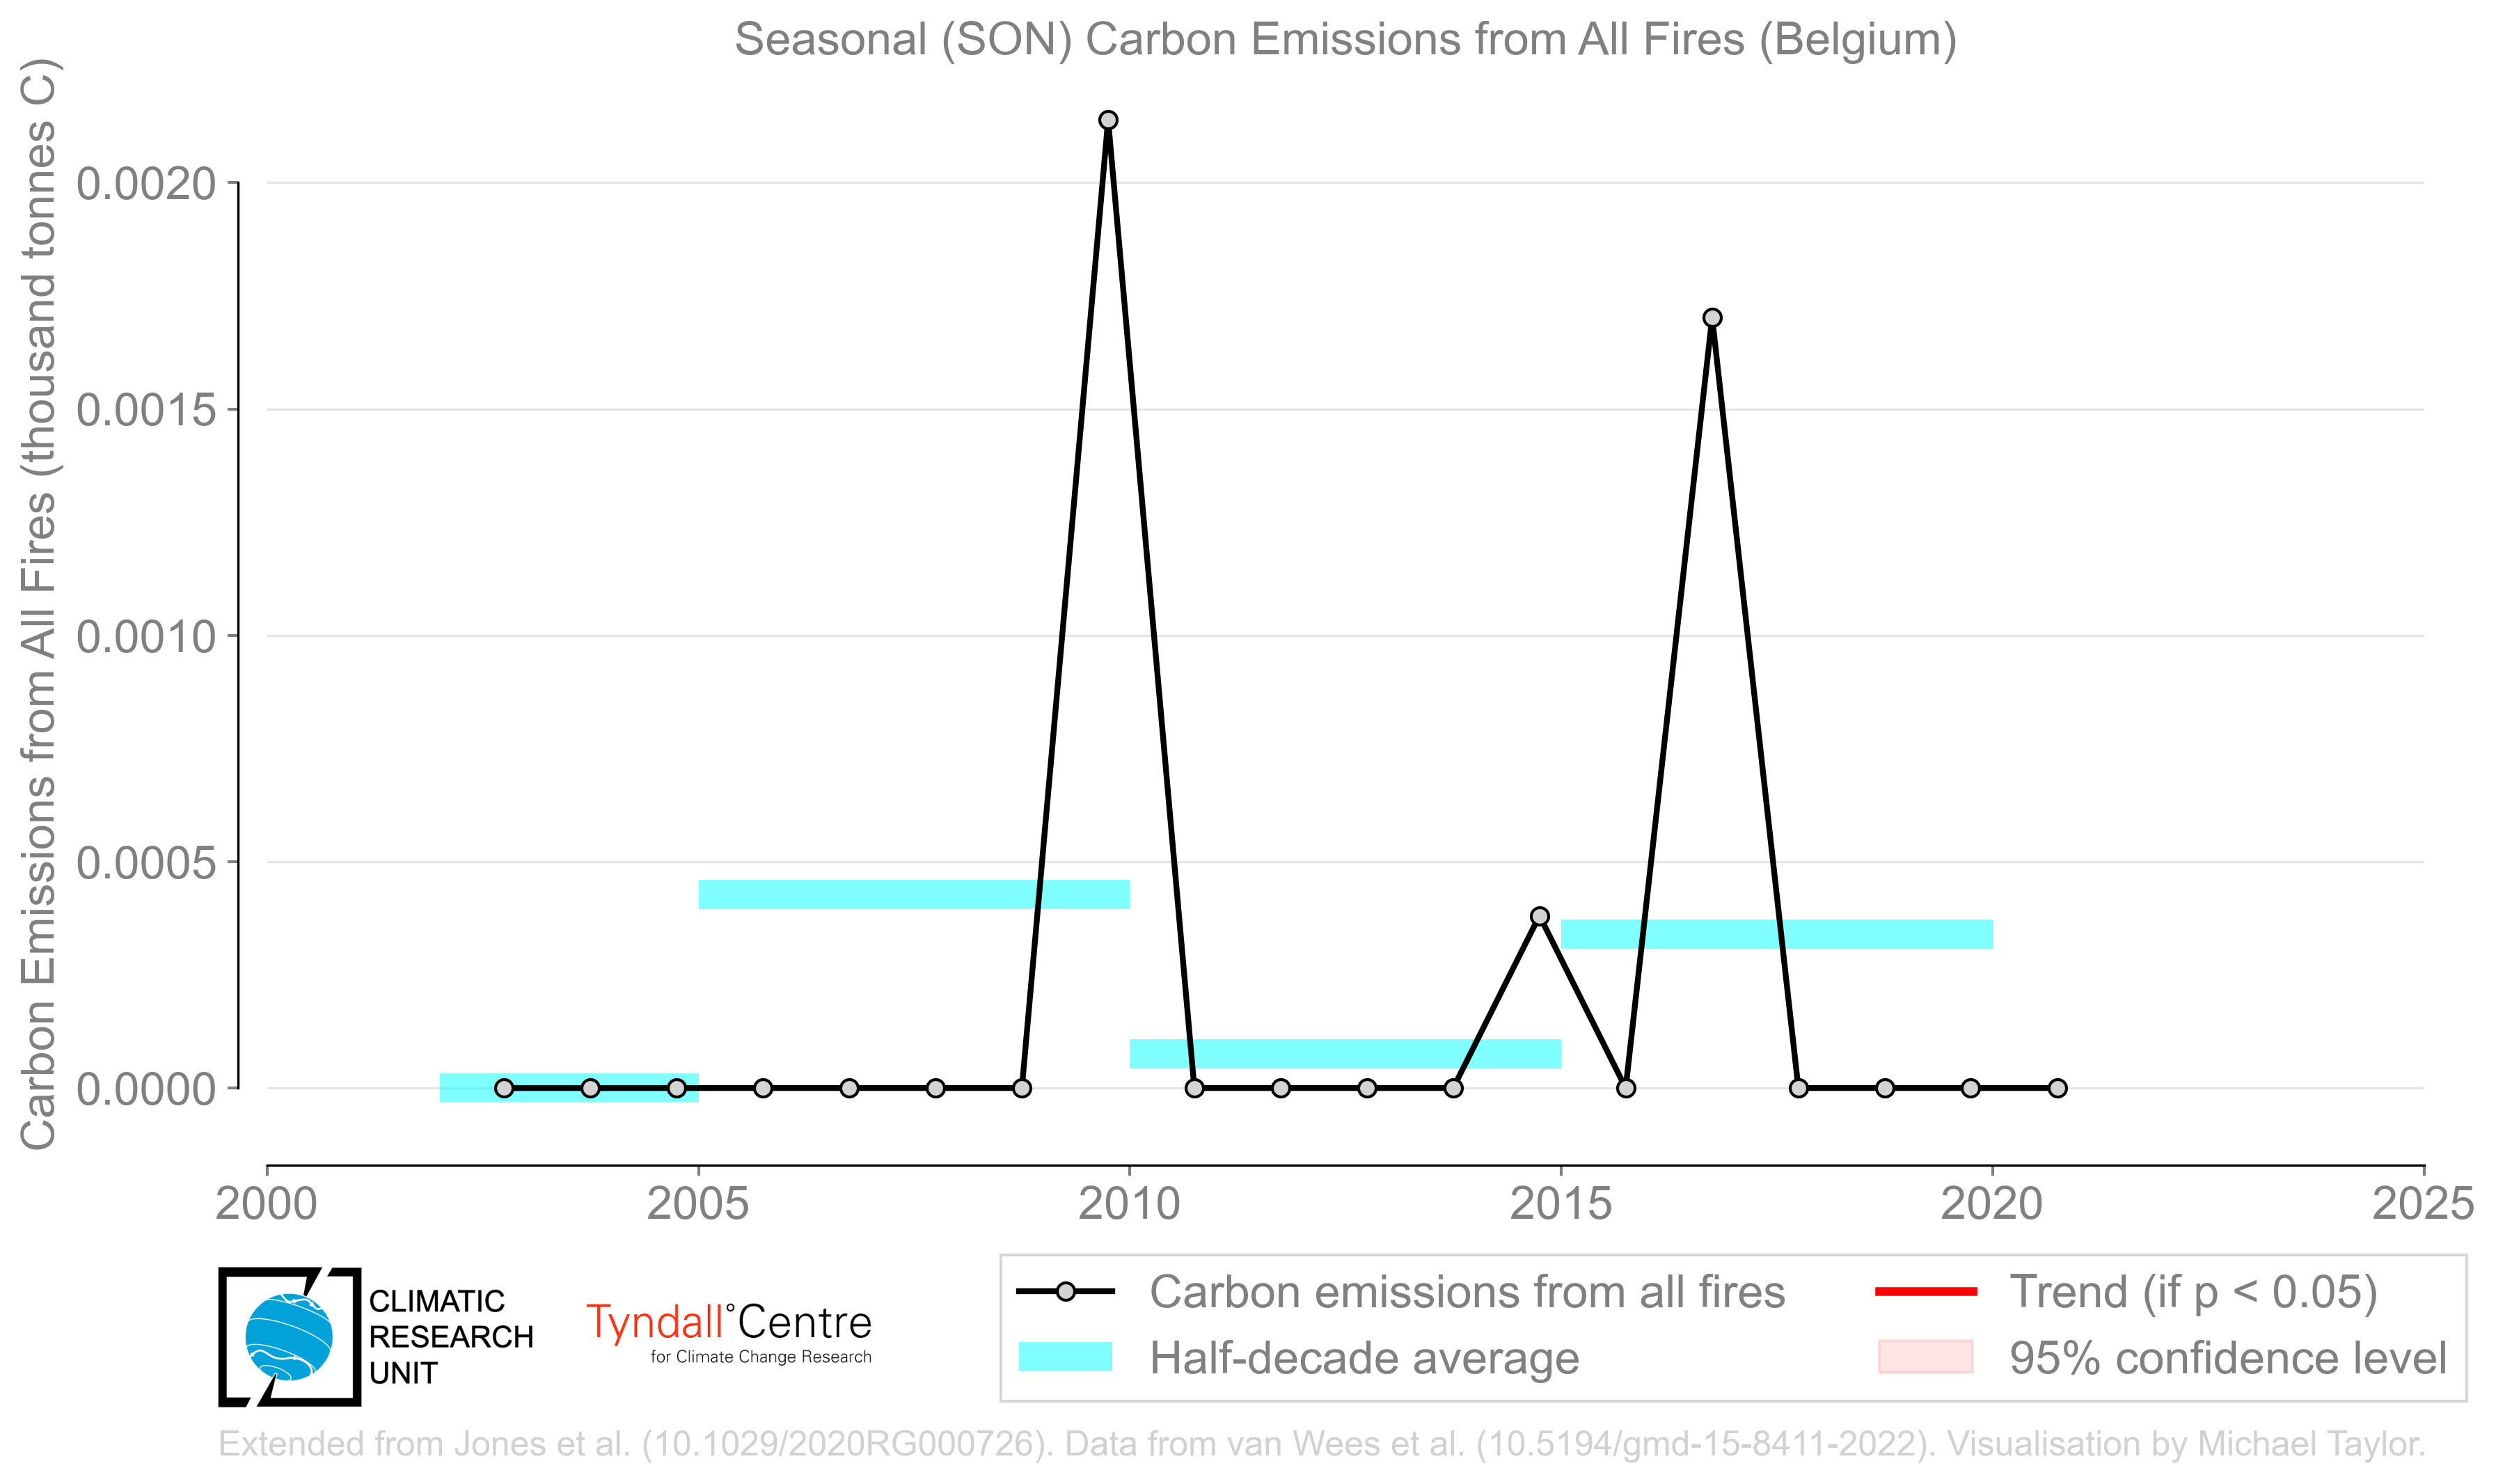 Seasonal (SON) Carbon Emissions from All Fires (Belgium)
Carbon Emissions from All Fires (thousand tonnes C)
0.0020
0.0015
0.0010
0.0005
0.0000
2000
2005
2010
2015
2020
2025
CLIMATIC
RESEARCH
UNIT
Tyndall°Centre
for Climate Change Research
Carbon emissions from all fires
Half-decade average
Trend (if p < 0.05)
95% confidence level
Extended from Jones et al. (10.1029/2020RG000726). Data from van Wees et al. (10.5194/gmd-15-8411-2022). Visualisation by Michael Taylor.